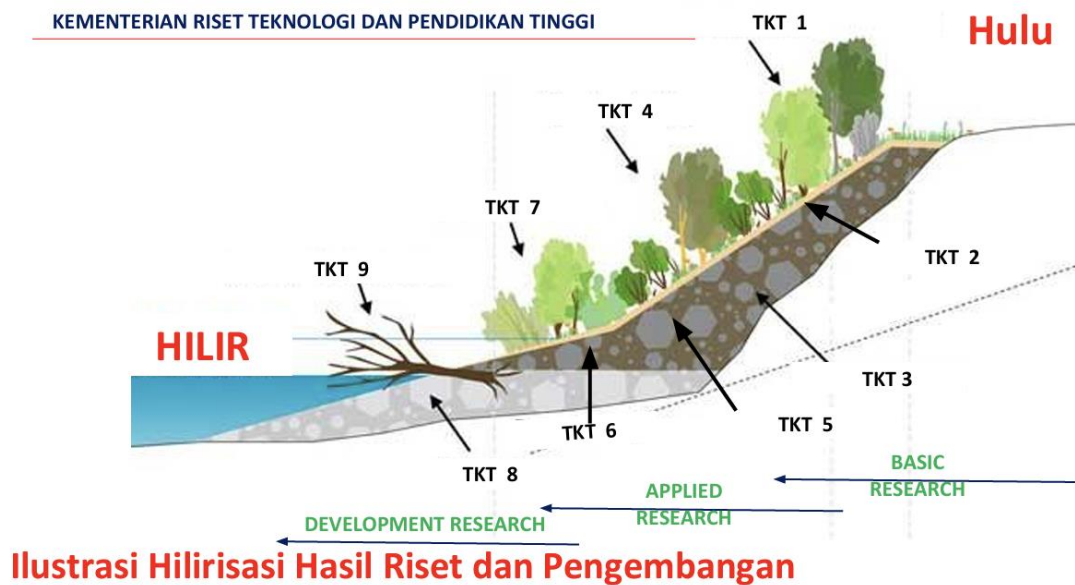 KEMENTERIAN RISET TEKNOLOGI DAN PENDIDIKAN TINGGI
Hulu
TKT 1
TKT 4
TKT 7
TKT 9
TKT 2
HILIR
TKT 3
TKT 5
TKT 6
TKT 8
BASIC
RESEARCH
APPLIED
RESEARCH
DEVELOPMENT RESEARCH
Ilustrasi Hilirisasi Hasil Riset dan Pengembangan